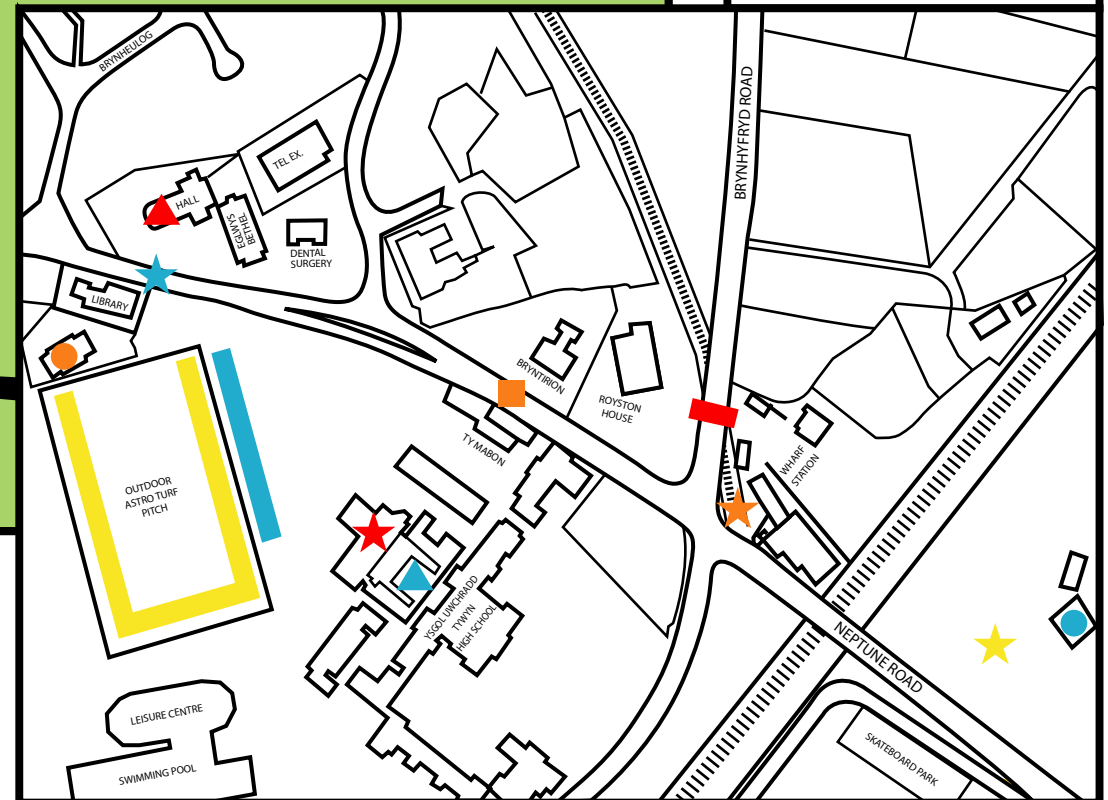 BRYNHEULOG
BRYNHYFRYD ROAD
TEL EX.
HALL
EGLWYS
BETHEL
DENTAL
SURGERY
LIBRARY
BRYNTIRION
ROYSTON
HOUSE
TY MABON
WHARF
STATION
OUTDOOR
ASTRO TURF
PITCH
YSGOL UWCHRADD
TYWYN
HIGH SCHOOL
NEPTUNE ROAD
LEISURE CENTRE
SWIMMING POOL
SKATEBOARD PARK